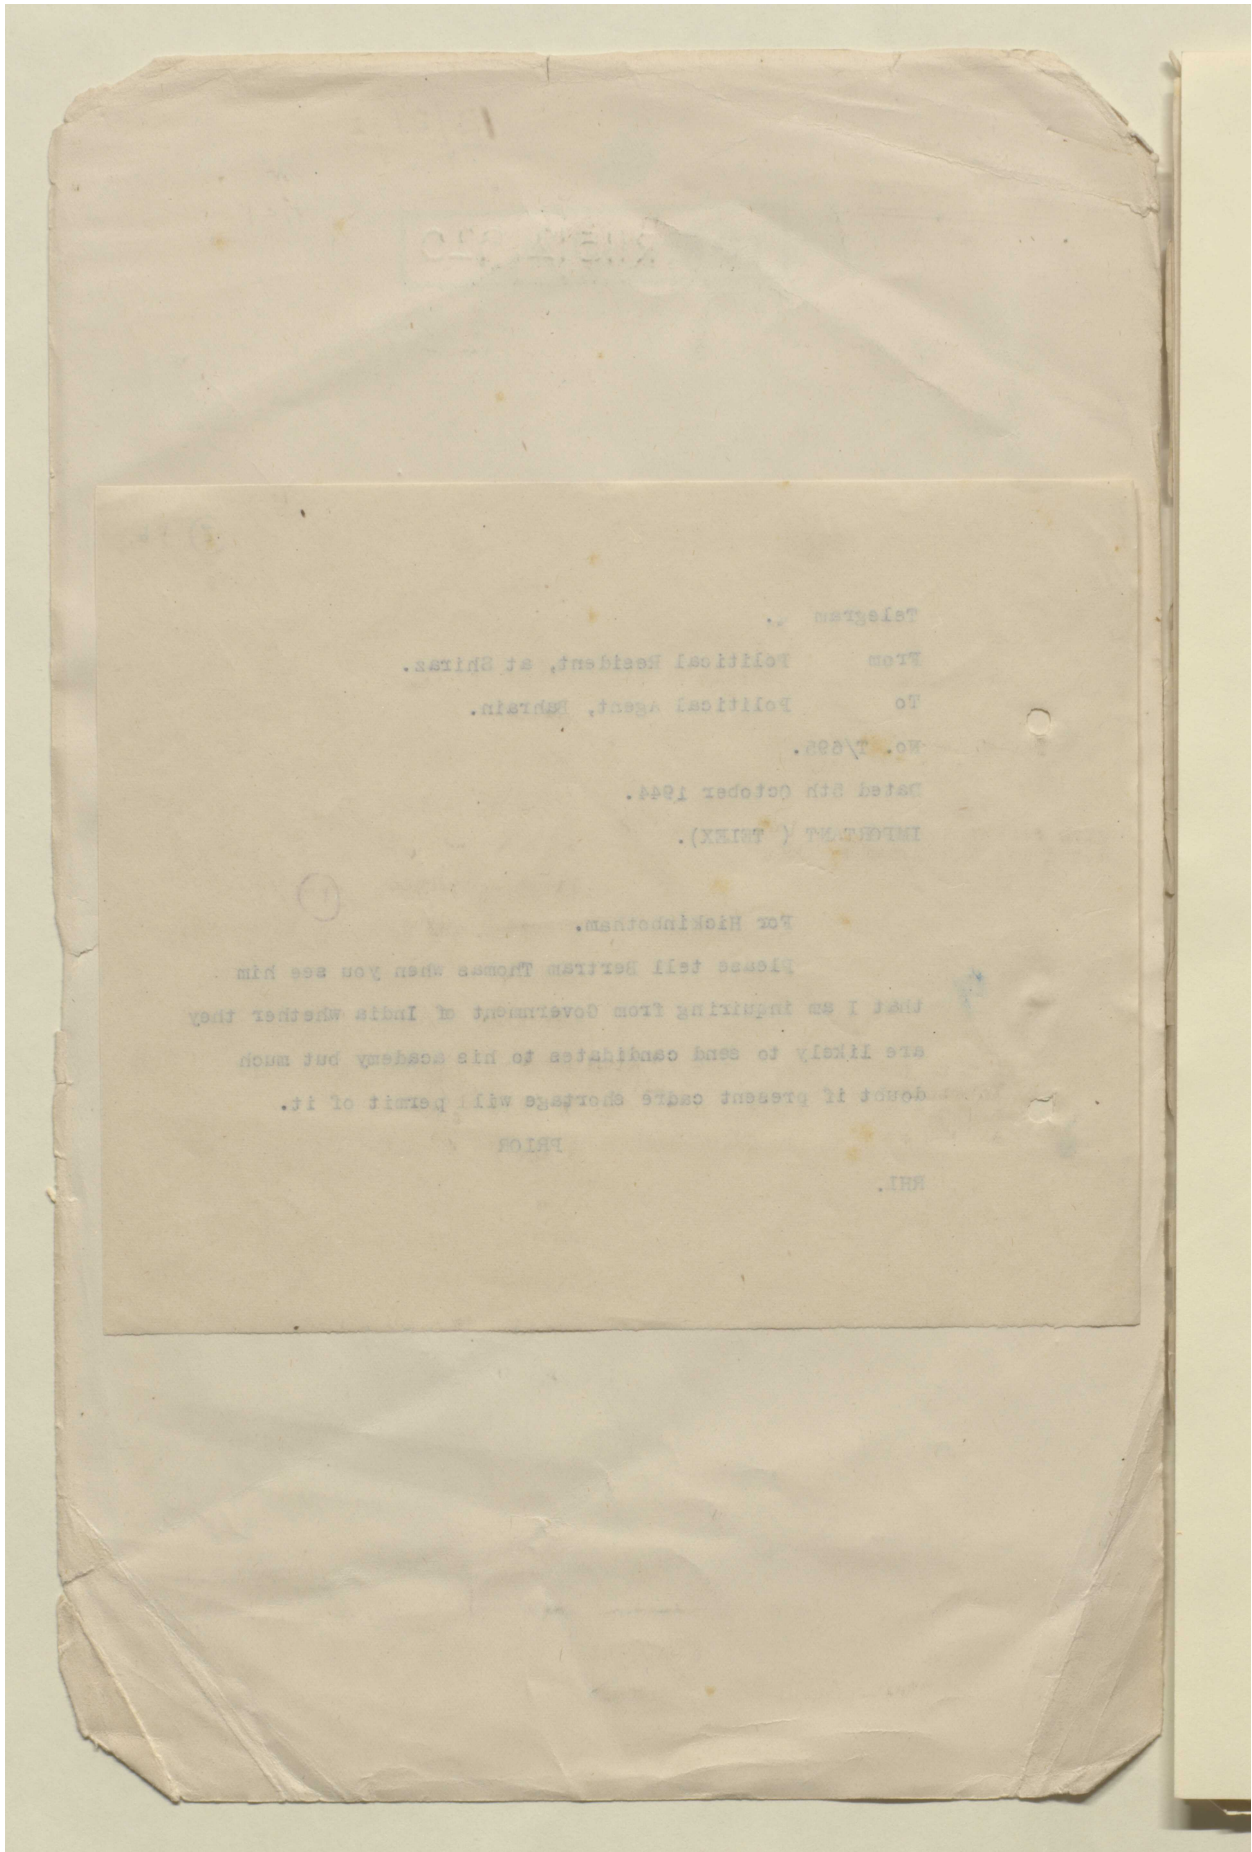 Telegram
From Political Resident, at Shiraz.
To Political Agent, Bahrain.
No. T/695.
Dated 5th October 1944.
IMPORTANT ( TELEX).
For Hickinbotham.
Please tell Bertram Thomas when you see him
that I am inquiring from Government of India whether they
are likely to send candidates to his academy but much
doubt if present cadre shortage will permit of it.
PRIOR
RHL.